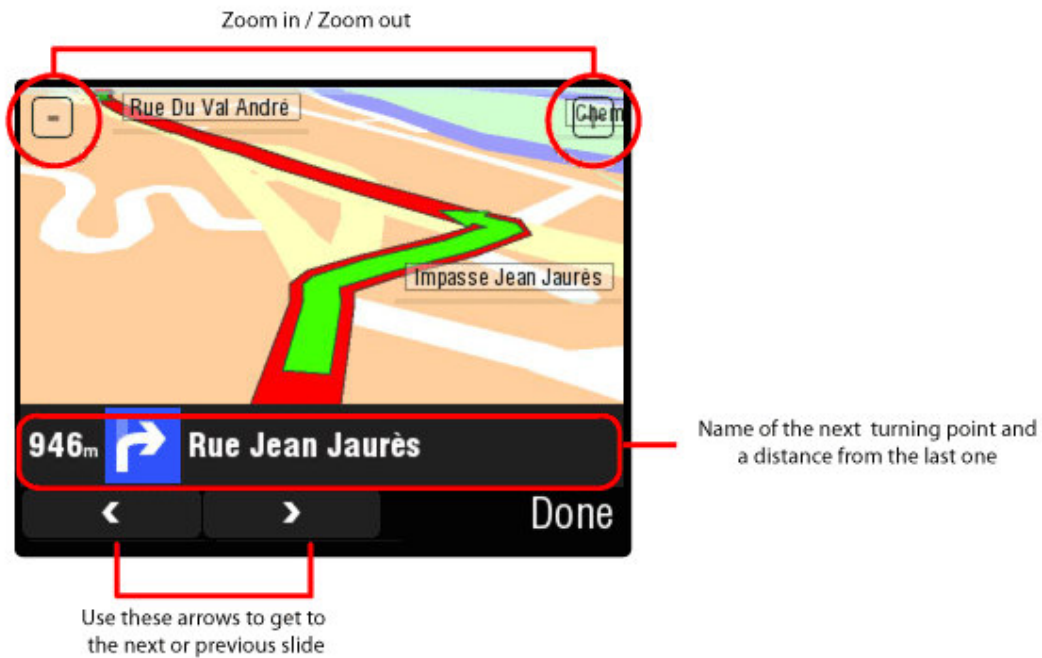 Zoom in / Zoom out
-
Rue Du Val André
+
Chem
Impasse Jean Jaurès
946m
Rue Jean Jaurès
Name of the next turning point and
a distance from the last one
‹
›
Done
Use these arrows to get to
the next or previous slide